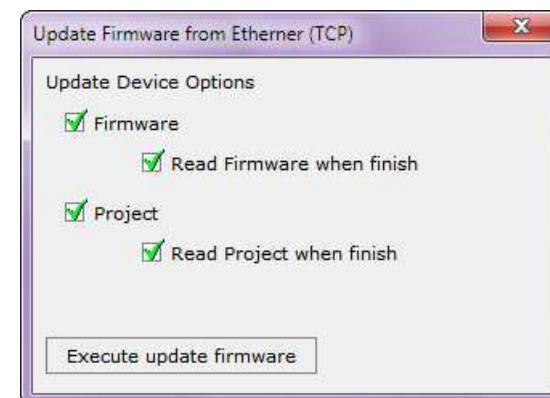 Update Firmware from Etherner (TCP)
Update Device Options
Firmware
Read Firmware when finish
Project
Read Project when finish
Execute update firmware